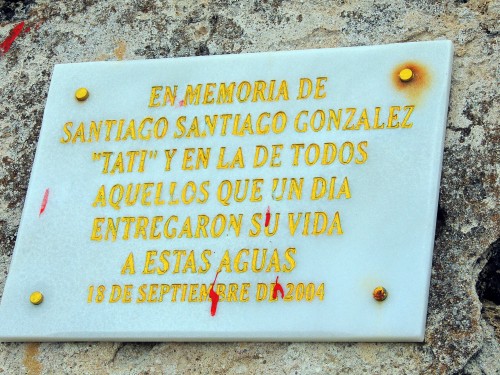 EN MEMORIA DE
SANTIAGO SANTIAGO GONZALEZ
"TATI" Y EN LA DE TODOS
AQUELLOS QUE UN DIA
ENTREGARON SU VIDA
A ESTAS AGUAS
18 DE SEPTIEMBRE DE 2004